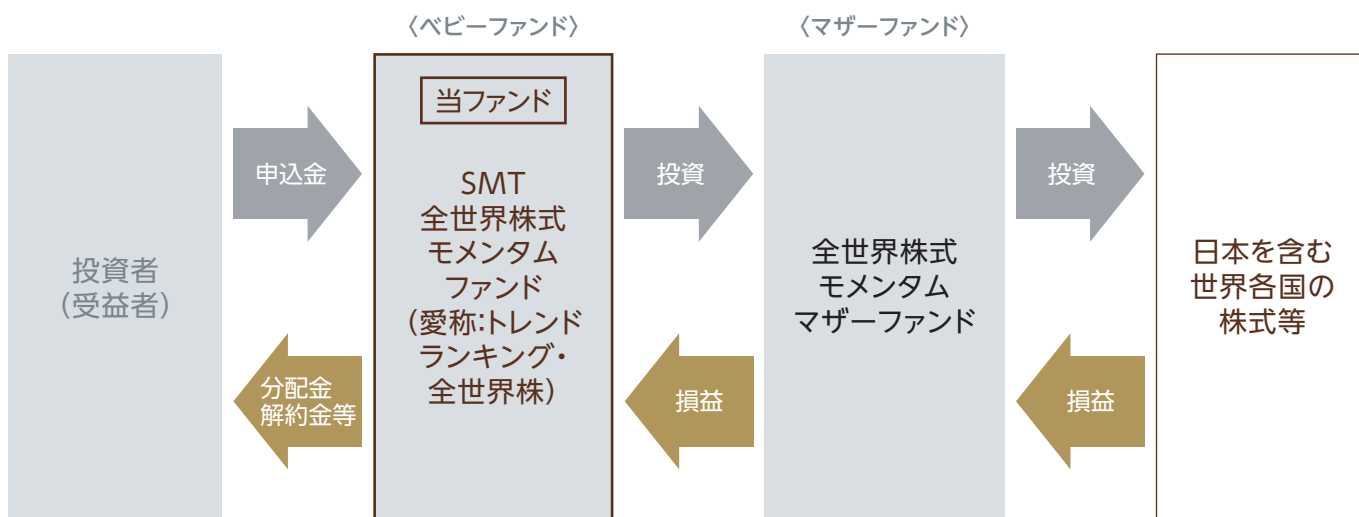 〈ベビーファンド〉
〈マザーファンド〉
投資者
（受益者）
申込金
分配金
解約金等
当ファンド
SMT
全世界株式
モメンタム
ファンド
（愛称：トレンド
ランキング・
全世界株）
投資
損益
全世界株式
モメンタム
マザーファンド
投資
損益
日本を含む
世界各国の
株式等